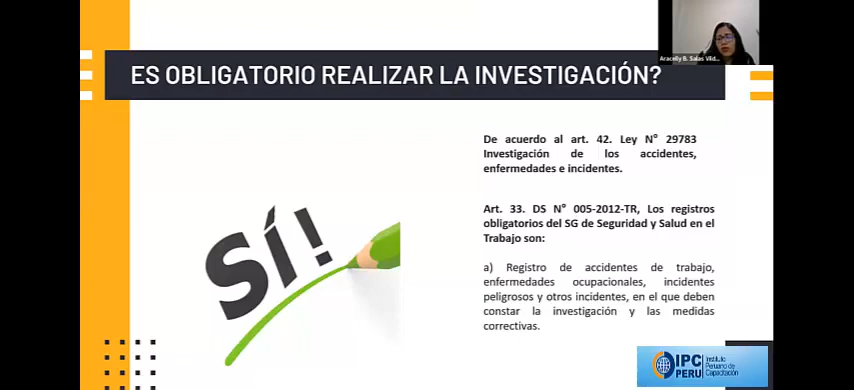 Aracelly B. Salas Vild...
ES OBLIGATORIO REALIZAR LA INVESTIGACIÓN?
De acuerdo al art. 42. Ley N° 29783
Investigación de los accidentes,
enfermedades e incidentes.
Art. 33. DS N° 005-2012-TR, Los registros
obligatorios del SG de Seguridad y Salud en el
Trabajo son:
a) Registro de accidentes de trabajo,
enfermedades ocupacionales, incidentes
peligrosos y otros incidentes, en el que deben
constar la investigación y las medidas
correctivas.
SÍ!
IPC
PERU
Instituto
Peruano de
Capacitación